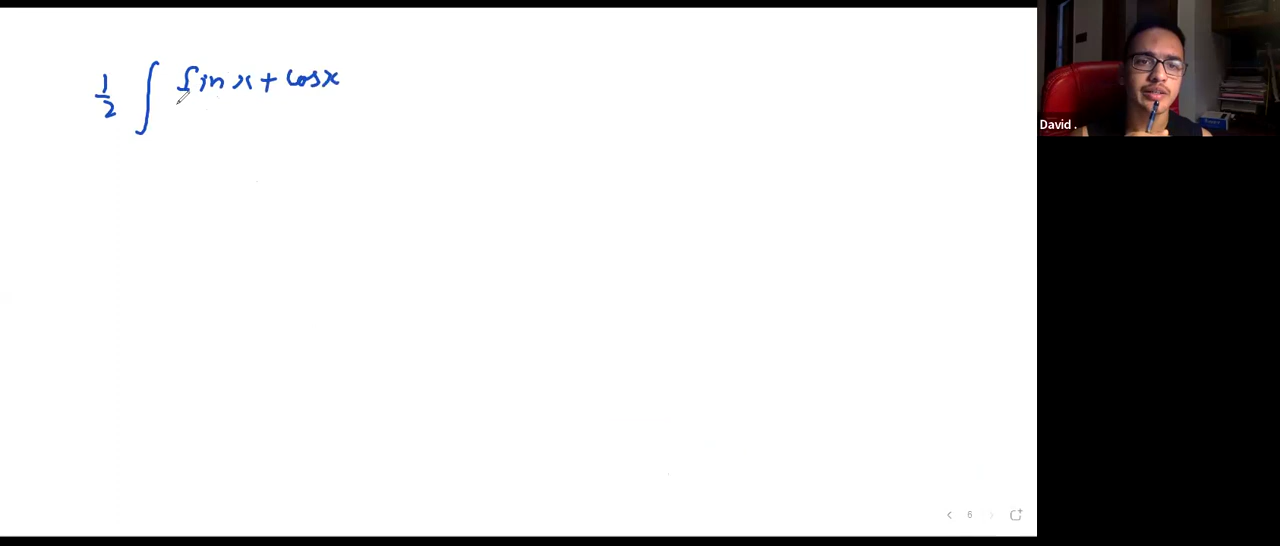 1/2 ∫ sin x + cos x
David .
6